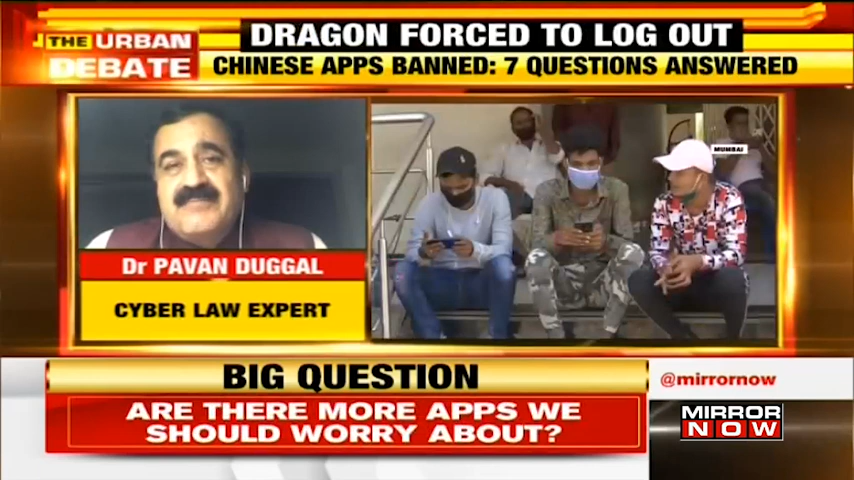 THE URBAN
DEBATE
DRAGON FORCED TO LOG OUT
CHINESE APPS BANNED: 7 QUESTIONS ANSWERED
MUMBAI
Dr PAVAN DUGGAL
CYBER LAW EXPERT
BIG QUESTION
ARE THERE MORE APPS WE
SHOULD WORRY ABOUT?
@mirrornow
MIRROR
NOW